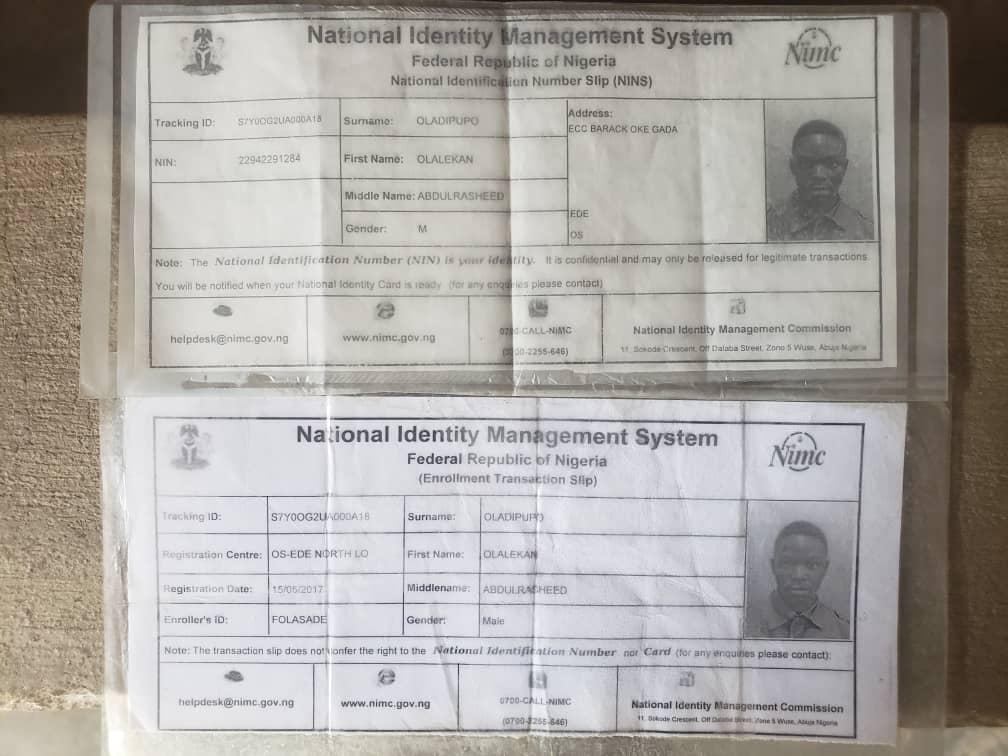 National Identity Management System
Federal Republic of Nigeria
National Identification Number Slip (NINS)
Nimc
Tracking ID: S7Y0OG2UA000A18
Surname: OLADIPUPO
Address:
ECC BARACK OKE GADA
NIN: 22942291284
First Name: OLALEKAN
Middle Name: ABDULRASHEED
EDE
Gender: M
OS
Note: The National Identification Number (NIN) is your identity. It is confidential and may only be released for legitimate transactions.
You will be notified when your National Identity Card is ready (for any enquiries please contact)
helpdesk@nimc.gov.ng
www.nimc.gov.ng
0700-CALL-NIMC
(0700-2255-646)
National Identity Management Commission
11, Sokode Crescent, Off Dalaba Street, Zone 5 Wuse, Abuja Nigeria
National Identity Management System
Federal Republic of Nigeria
(Enrollment Transaction Slip)
Nimc
Tracking ID: S7Y0OG2UA000A18
Surname: OLADIPUPO
Registration Centre: OS-EDE NORTH LO
First Name: OLALEKAN
Registration Date: 15/05/2017
Middlename: ABDULRASHEED
Enroller's ID: FOLASADE
Gender: Male
Note: The transaction slip does not confer the right to the National Identification Number nor Card (for any enquiries please contact):
helpdesk@nimc.gov.ng
www.nimc.gov.ng
0700-CALL-NIMC
(0700-2255-646)
National Identity Management Commission
11, Sokode Crescent, Off Dalaba Street, Zone 5 Wuse, Abuja Nigeria